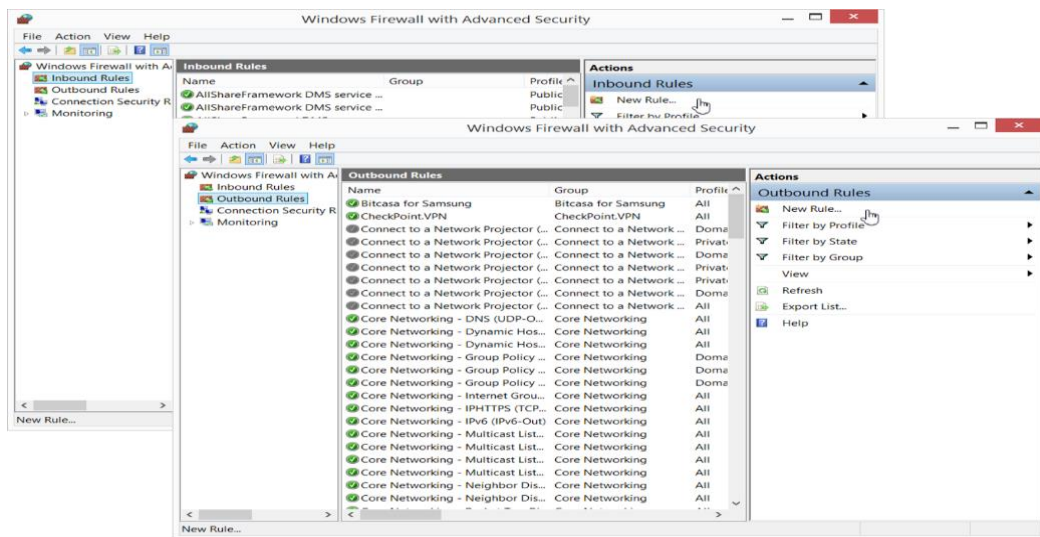 Windows Firewall with Advanced Security
File Action View Help
Windows Firewall with A
Inbound Rules
Outbound Rules
Connection Security R
Monitoring
Inbound Rules
Name Group Profile
AllShareFramework DMS service ... Public
AllShareFramework DMS service ... Public
Actions
Inbound Rules
New Rule...
Filter by Profile
New Rule...
Windows Firewall with Advanced Security
File Action View Help
Windows Firewall with A
Inbound Rules
Outbound Rules
Connection Security R
Monitoring
Outbound Rules
Name Group Profile
Bitcasa for Samsung Bitcasa for Samsung All
CheckPoint.VPN CheckPoint.VPN All
Connect to a Network Projector (... Connect to a Network ... Doma
Connect to a Network Projector (... Connect to a Network ... Privat
Connect to a Network Projector (... Connect to a Network ... Doma
Connect to a Network Projector (... Connect to a Network ... Privat
Connect to a Network Projector (... Connect to a Network ... Privat
Connect to a Network Projector (... Connect to a Network ... Doma
Connect to a Network Projector (... Connect to a Network ... All
Core Networking - DNS (UDP-O... Core Networking All
Core Networking - Dynamic Hos... Core Networking All
Core Networking - Dynamic Hos... Core Networking All
Core Networking - Group Policy ... Core Networking Doma
Core Networking - Group Policy ... Core Networking Doma
Core Networking - Group Policy ... Core Networking Doma
Core Networking - Internet Grou... Core Networking All
Core Networking - IPHTTPS (TCP... Core Networking All
Core Networking - IPv6 (IPv6-Out) Core Networking All
Core Networking - Multicast List... Core Networking All
Core Networking - Multicast List... Core Networking All
Core Networking - Multicast List... Core Networking All
Core Networking - Neighbor Dis... Core Networking All
Core Networking - Neighbor Dis... Core Networking All
Actions
Outbound Rules
New Rule...
Filter by Profile
Filter by State
Filter by Group
View
Refresh
Export List...
Help
New Rule...